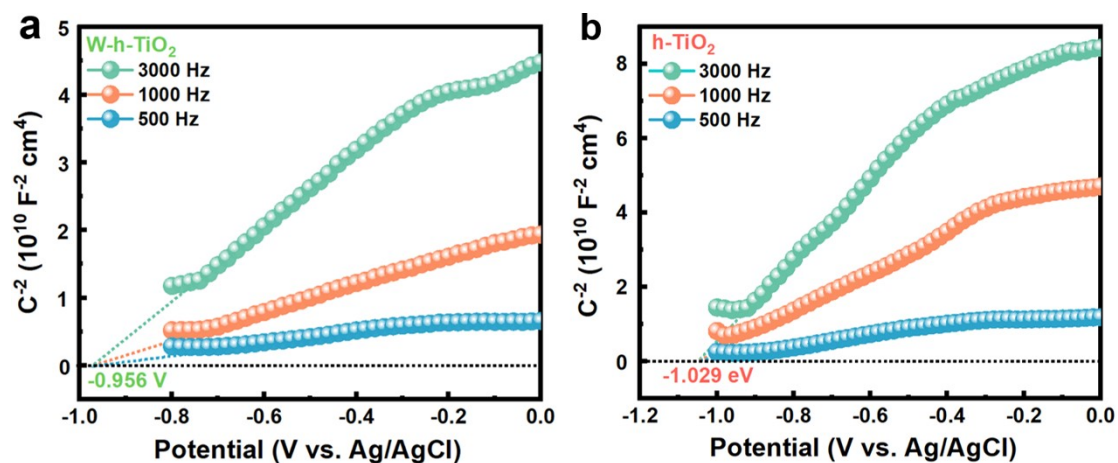 a
W-h-TiO₂
3000 Hz
1000 Hz
500 Hz
C⁻² (10¹⁰ F⁻² cm⁴)
5
4
3
2
1
0
-0.956 V
-1.0 -0.8 -0.6 -0.4 -0.2 0.0
Potential (V vs. Ag/AgCl)
b
h-TiO₂
3000 Hz
1000 Hz
500 Hz
C⁻² (10¹⁰ F⁻² cm⁴)
8
6
4
2
0
-1.029 eV
-1.2 -1.0 -0.8 -0.6 -0.4 -0.2 0.0
Potential (V vs. Ag/AgCl)